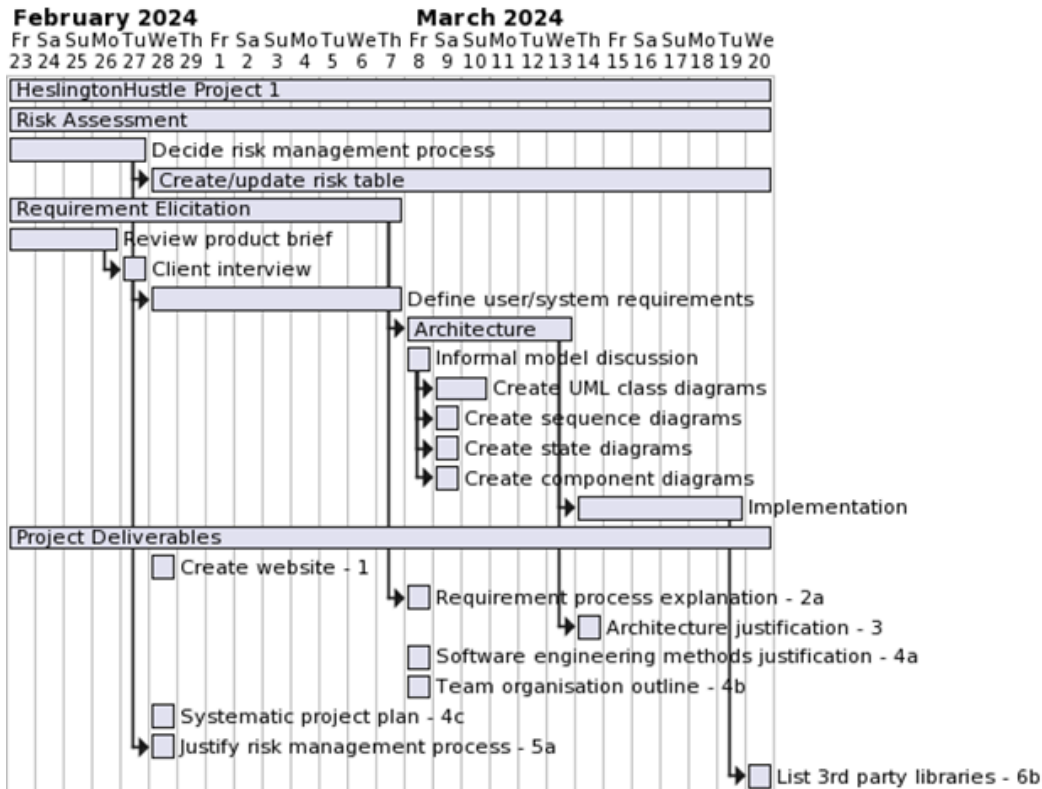 February 2024 March 2024
Fr Sa Su Mo Tu We Th Fr Sa Su Mo Tu We Th Fr Sa Su Mo Tu We Th Fr Sa Su Mo Tu We
23 24 25 26 27 28 29 1 2 3 4 5 6 7 8 9 10 11 12 13 14 15 16 17 18 19 20
HeslingtonHustle Project 1
Risk Assessment
Decide risk management process
Create/update risk table
Requirement Elicitation
Review product brief
Client interview
Define user/system requirements
Architecture
Informal model discussion
Create UML class diagrams
Create sequence diagrams
Create state diagrams
Create component diagrams
Implementation
Project Deliverables
Create website - 1
Requirement process explanation - 2a
Architecture justification - 3
Software engineering methods justification - 4a
Team organisation outline - 4b
Systematic project plan - 4c
Justify risk management process - 5a
List 3rd party libraries - 6b